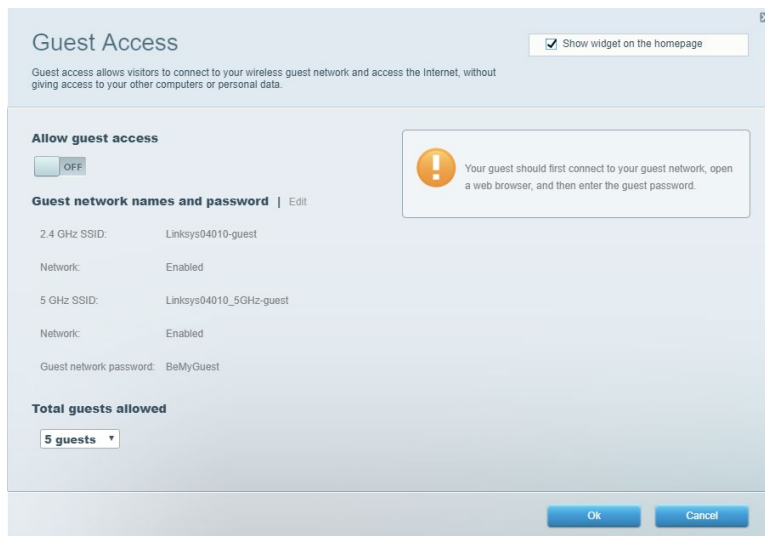 Guest Access
Show widget on the homepage
Guest access allows visitors to connect to your wireless guest network and access the Internet, without
giving access to your other computers or personal data.
Allow guest access
OFF
Your guest should first connect to your guest network, open
a web browser, and then enter the guest password.
Guest network names and password | Edit
2.4 GHz SSID: Linksys04010-guest
Network: Enabled
5 GHz SSID: Linksys04010_5GHz-guest
Network: Enabled
Guest network password: BeMyGuest
Total guests allowed
5 guests
Ok Cancel